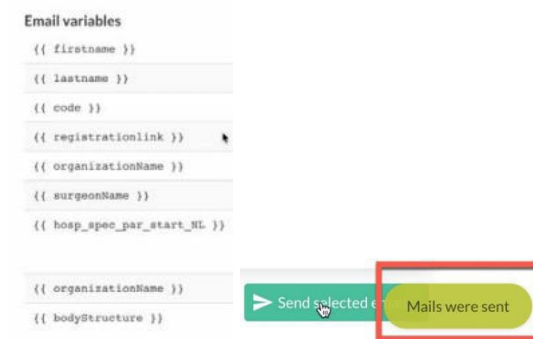 Email variables
{{ firstname }}
{{ lastname }}
{{ code }}
{{ registrationlink }}
{{ organizationName }}
{{ surgeonName }}
{{ hosp_spec_par_start_NL }}
{{ organizationName }}
{{ bodyStructure }}
Send selected
Mails were sent